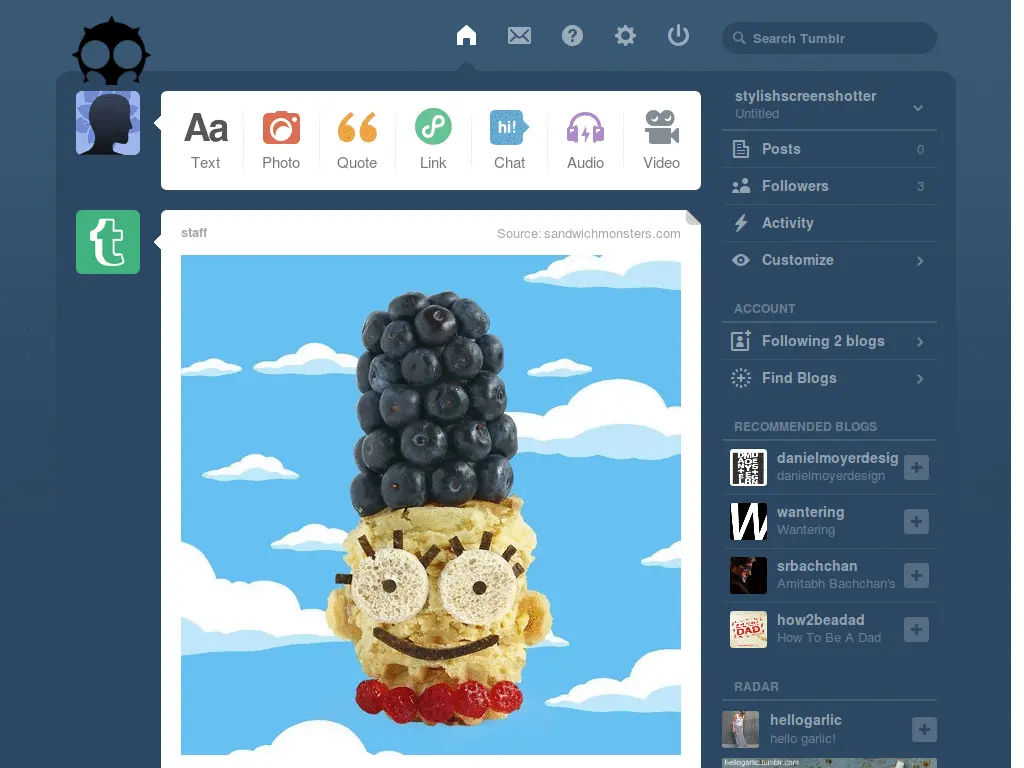 Search Tumblr
Aa
Text
Photo
Quote
Link
hi!
Chat
Audio
Video
staff
Source: sandwichmonsters.com
stylishscreenshotter
Untitled
Posts 0
Followers 3
Activity
Customize
ACCOUNT
Following 2 blogs
Find Blogs
RECOMMENDED BLOGS
danielmoyerdesig
danielmoyerdesign
W
wantering
Wantering
srbachchan
Amitabh Bachchan's
DAD
how2beadad
How To Be A Dad
RADAR
hellogarlic
hello garlic!
hellogarlic.tumblr.com